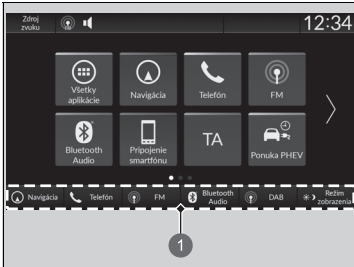 Zdroj
zvuku
12:34
Všetky
aplikácie
Navigácia
Telefón
FM
Bluetooth
Audio
Pripojenie
smartfónu
TA
Ponuka PHEV
Navigácia
Telefón
FM
Bluetooth
Audio
DAB
Režim
zobrazenia
1